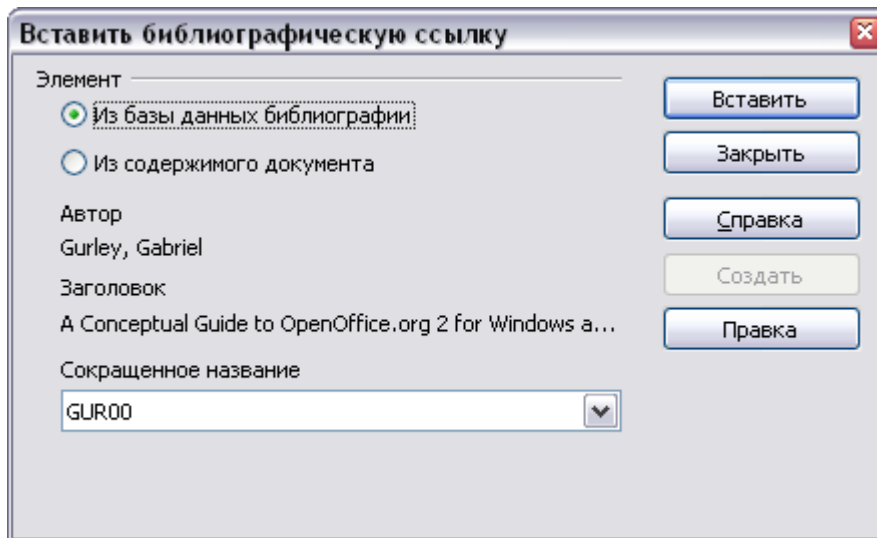 Вставить библиографическую ссылку
Элемент
Из базы данных библиографии
Из содержимого документа
Автор
Gurley, Gabriel
Заголовок
A Conceptual Guide to OpenOffice.org 2 for Windows a...
Сокращенное название
GUR00
Вставить
Закрыть
Справка
Создать
Правка